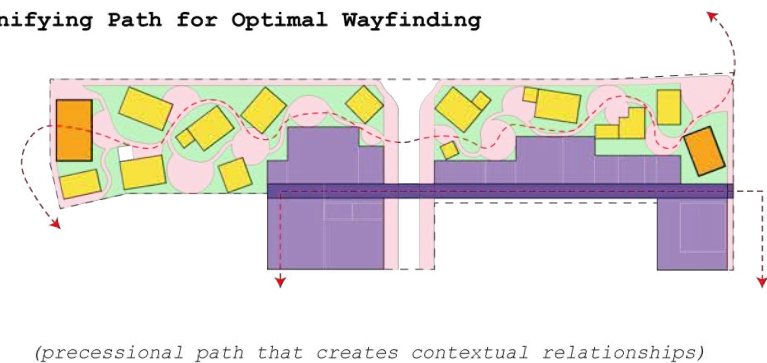 nifying Path for Optimal Wayfinding
(precessional path that creates contextual relationships)